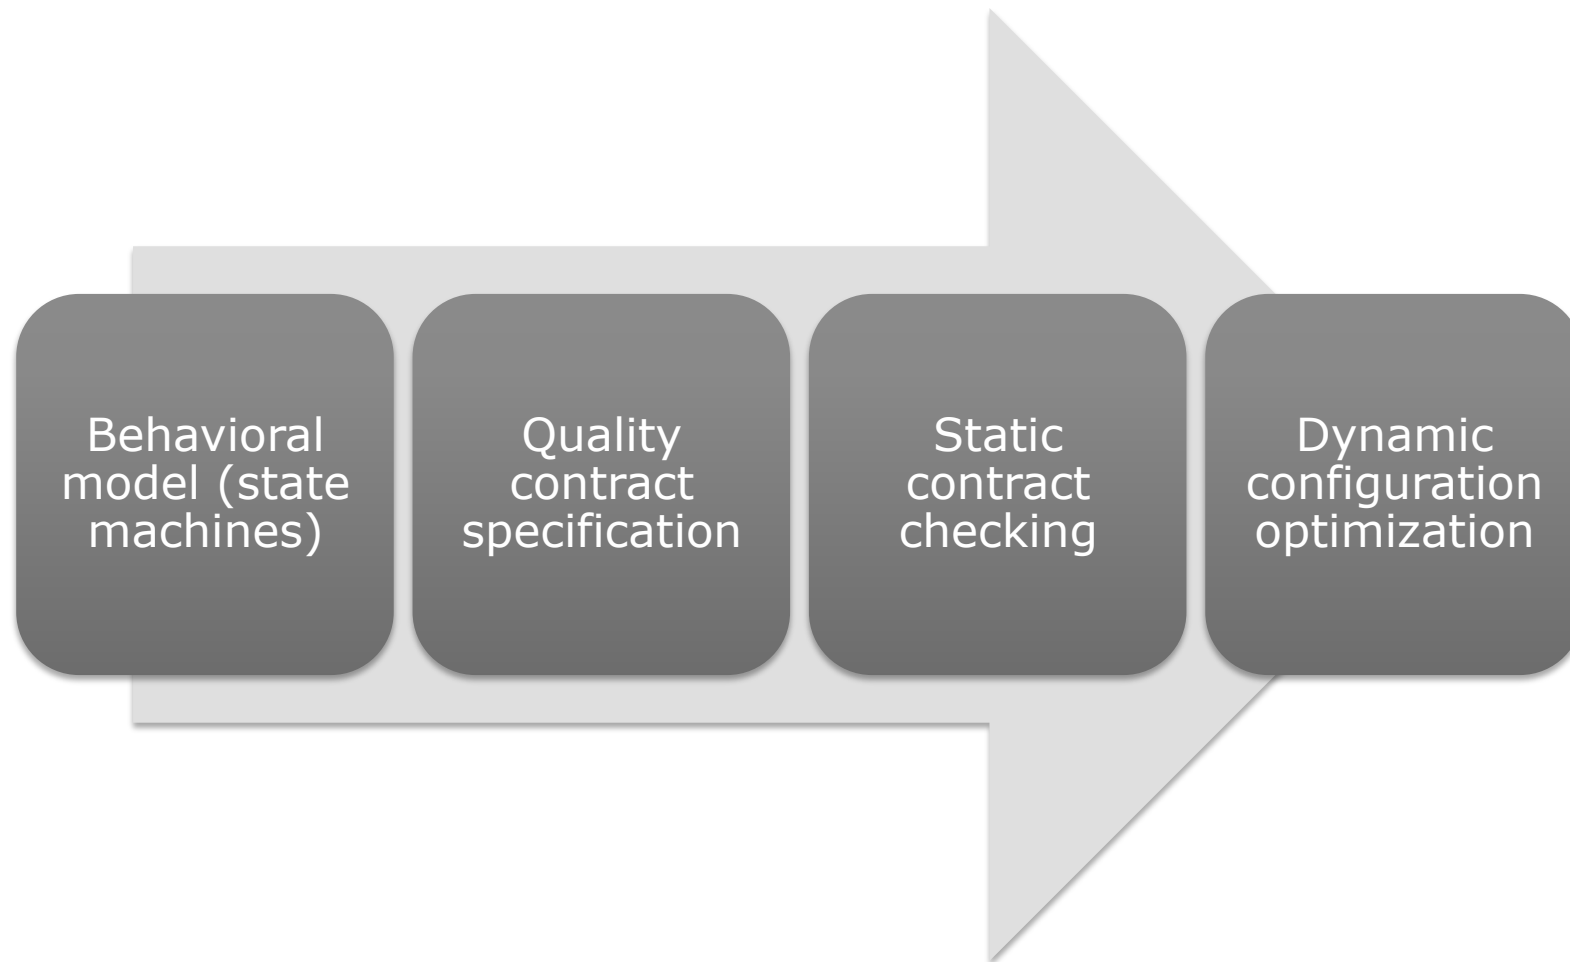 Behavioral
model (state
machines)
Quality
contract
specification
Static
contract
checking
Dynamic
configuration
optimization